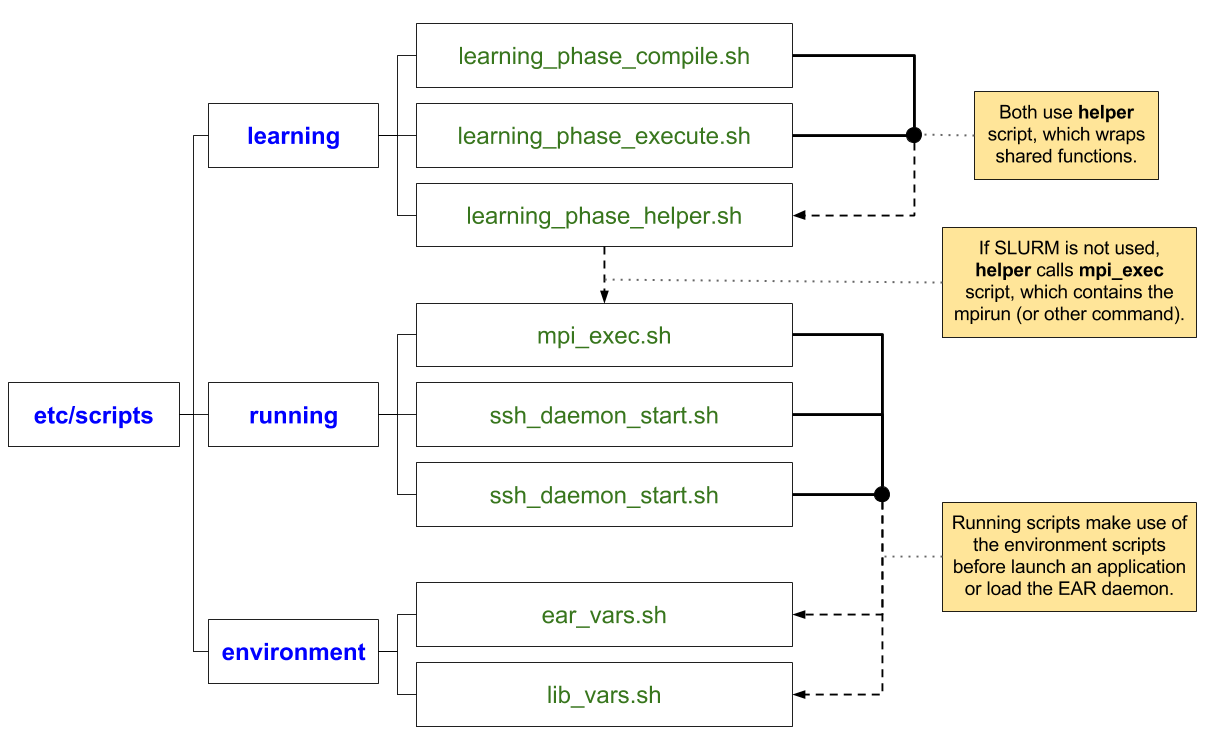 learning_phase_compile.sh
learning
learning_phase_execute.sh
learning_phase_helper.sh
Both use helper
script, which wraps
shared functions.
If SLURM is not used,
helper calls mpi_exec
script, which contains the
mpirun (or other command).
etc/scripts
running
mpi_exec.sh
ssh_daemon_start.sh
ssh_daemon_start.sh
Running scripts make use of
the environment scripts
before launch an application
or load the EAR daemon.
environment
ear_vars.sh
lib_vars.sh